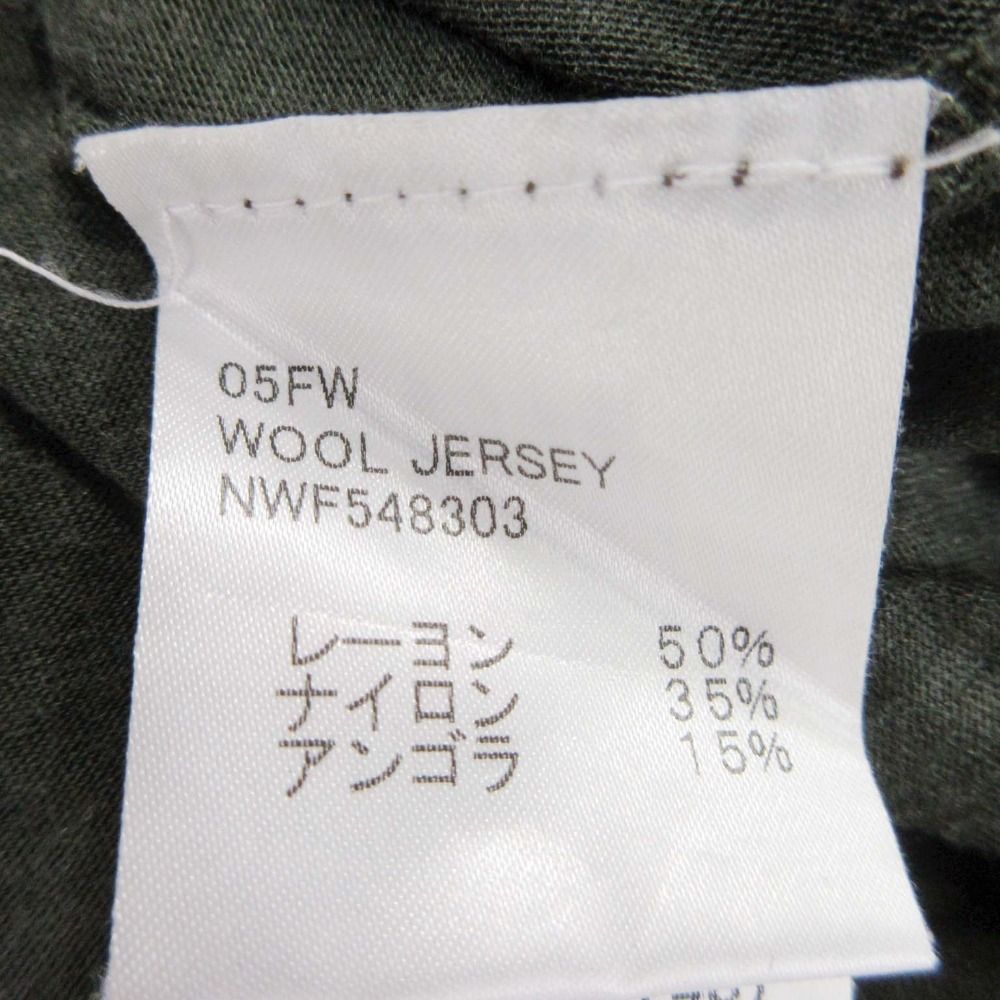 05FW
WOOL JERSEY
NWF548303
レーヨン 50%
ナイロン 35%
アンゴラ 15%